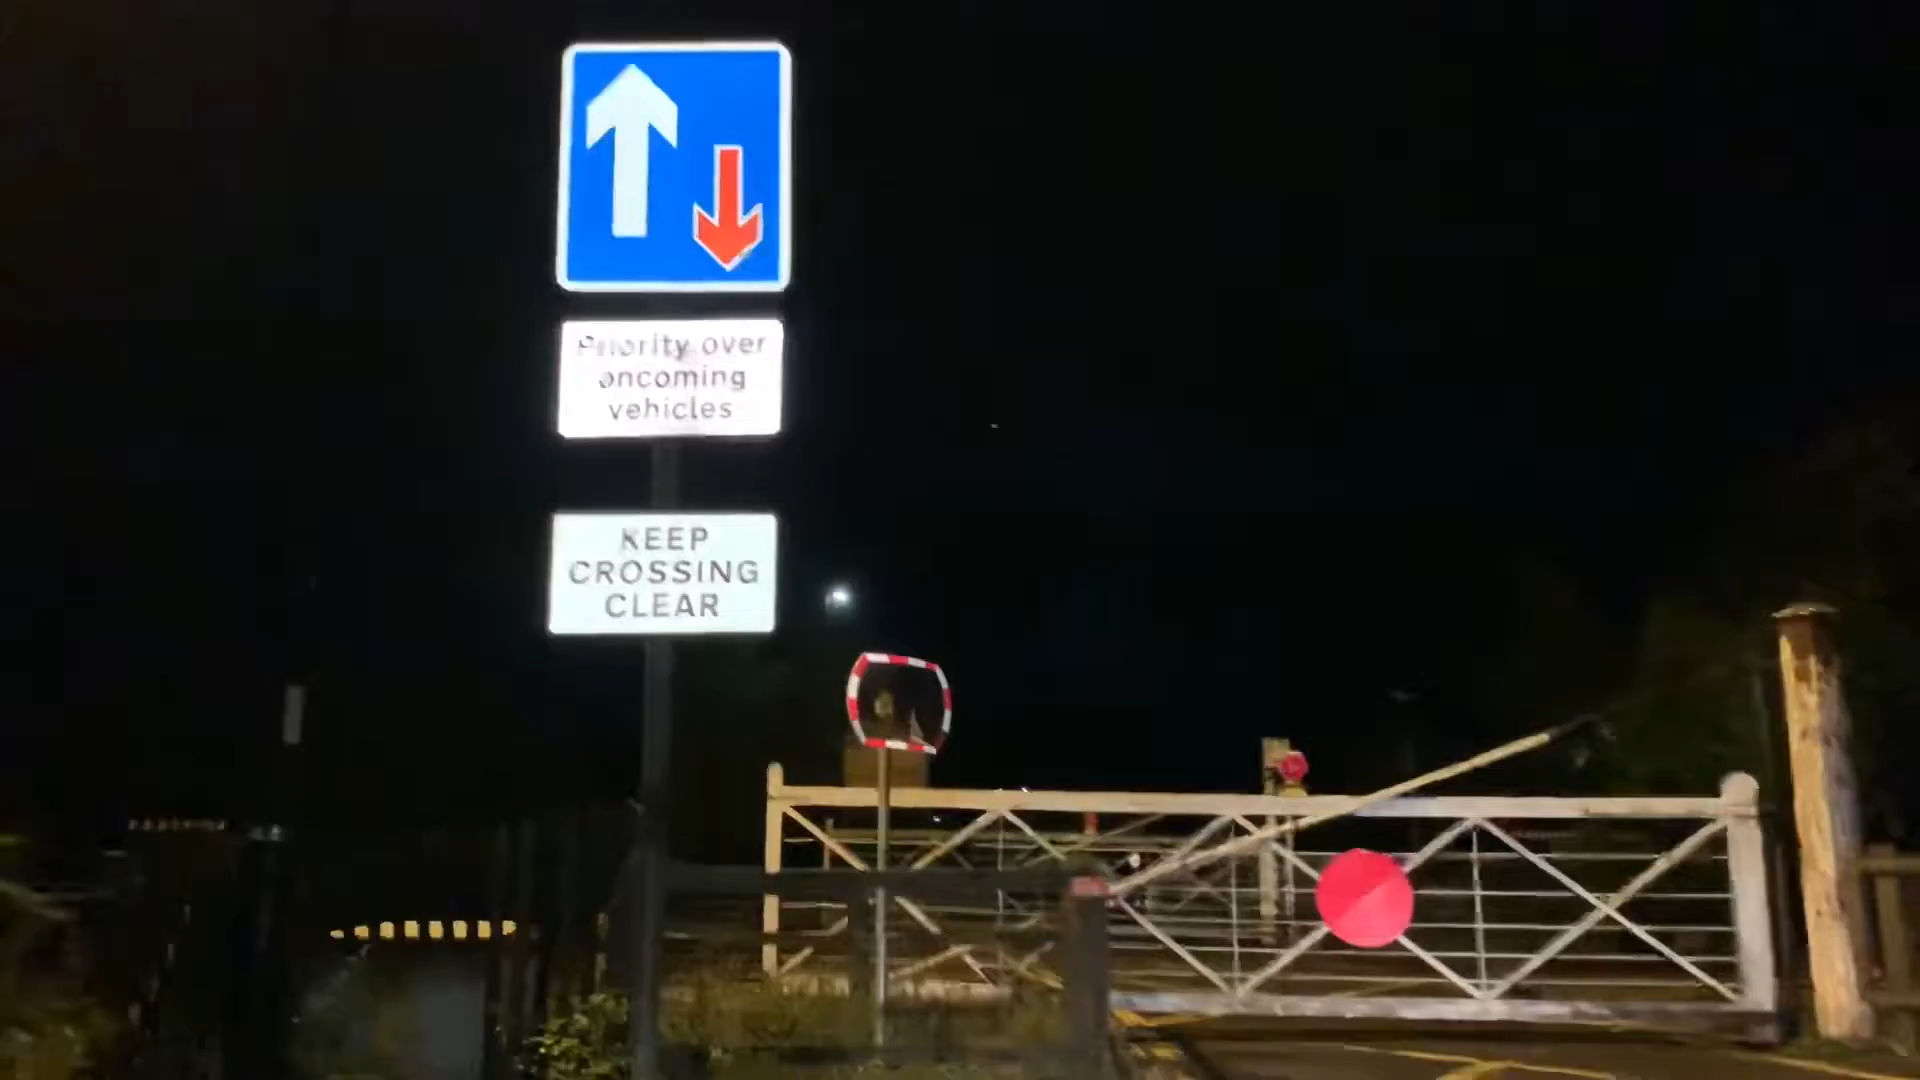 Priority over
oncoming
vehicles
KEEP
CROSSING
CLEAR